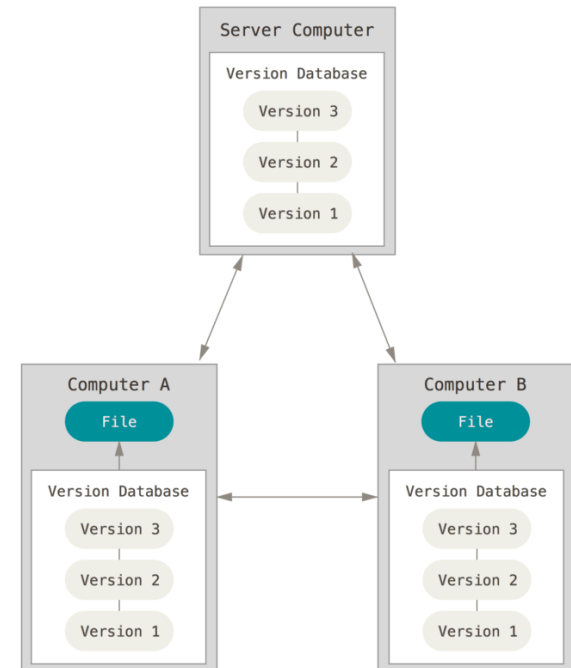 Server Computer
Version Database
Version 3
Version 2
Version 1
Computer A
File
Version Database
Version 3
Version 2
Version 1
Computer B
File
Version Database
Version 3
Version 2
Version 1